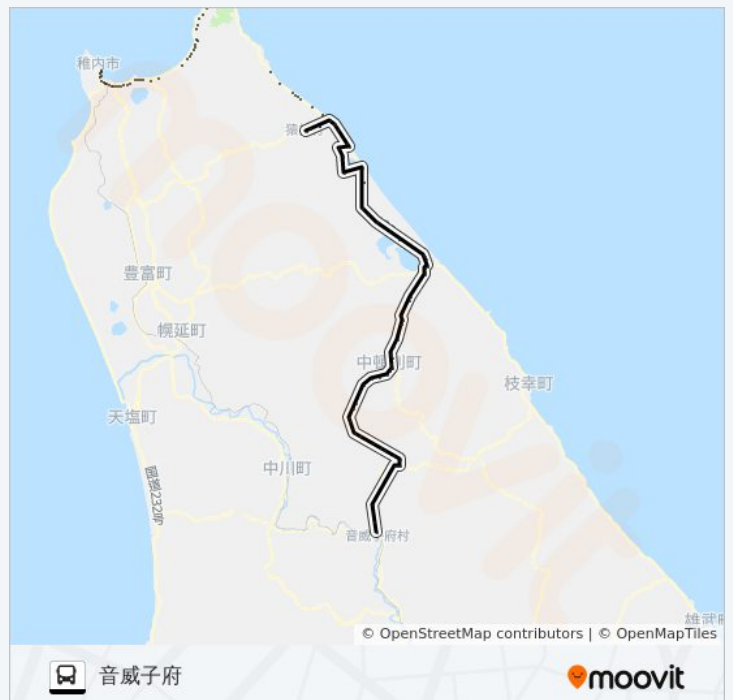 稚内市
猿
豊富町
幌延町
中頓別町
枝幸町
天塩町
中川町
国道232号
音威子府村
雄武町
© OpenStreetMap contributors | © OpenMapTiles
音威子府
moovit